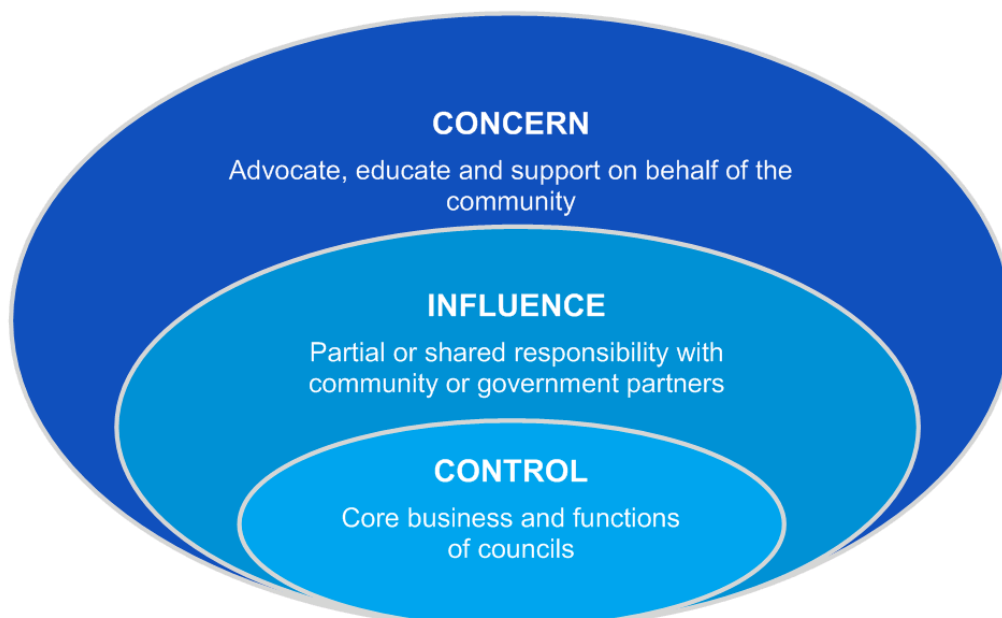 CONCERN
Advocate, educate and support on behalf of the
community
INFLUENCE
Partial or shared responsibility with
community or government partners
CONTROL
Core business and functions
of councils